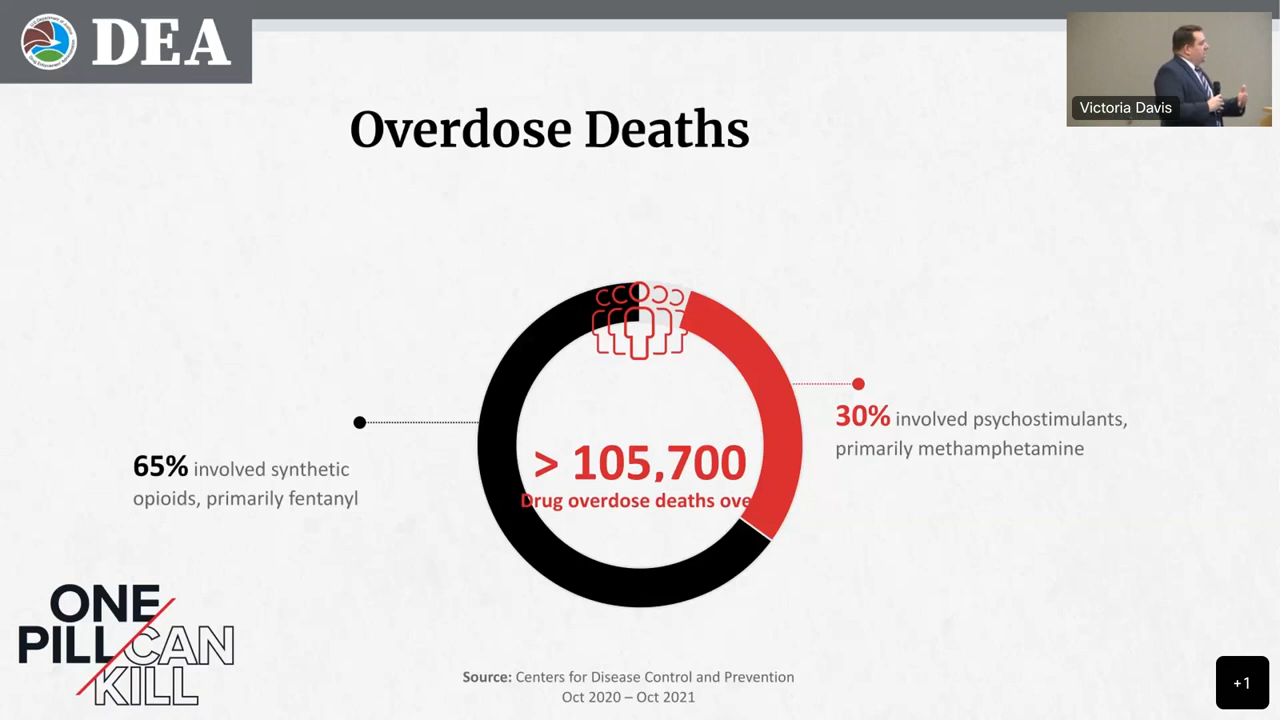 DEA
Victoria Davis
Overdose Deaths
> 105,700
Drug overdose deaths ove
30% involved psychostimulants,
primarily methamphetamine
65% involved synthetic
opioids, primarily fentanyl
ONE
PILL CAN
KILL
Source: Centers for Disease Control and Prevention
Oct 2020 – Oct 2021
+1